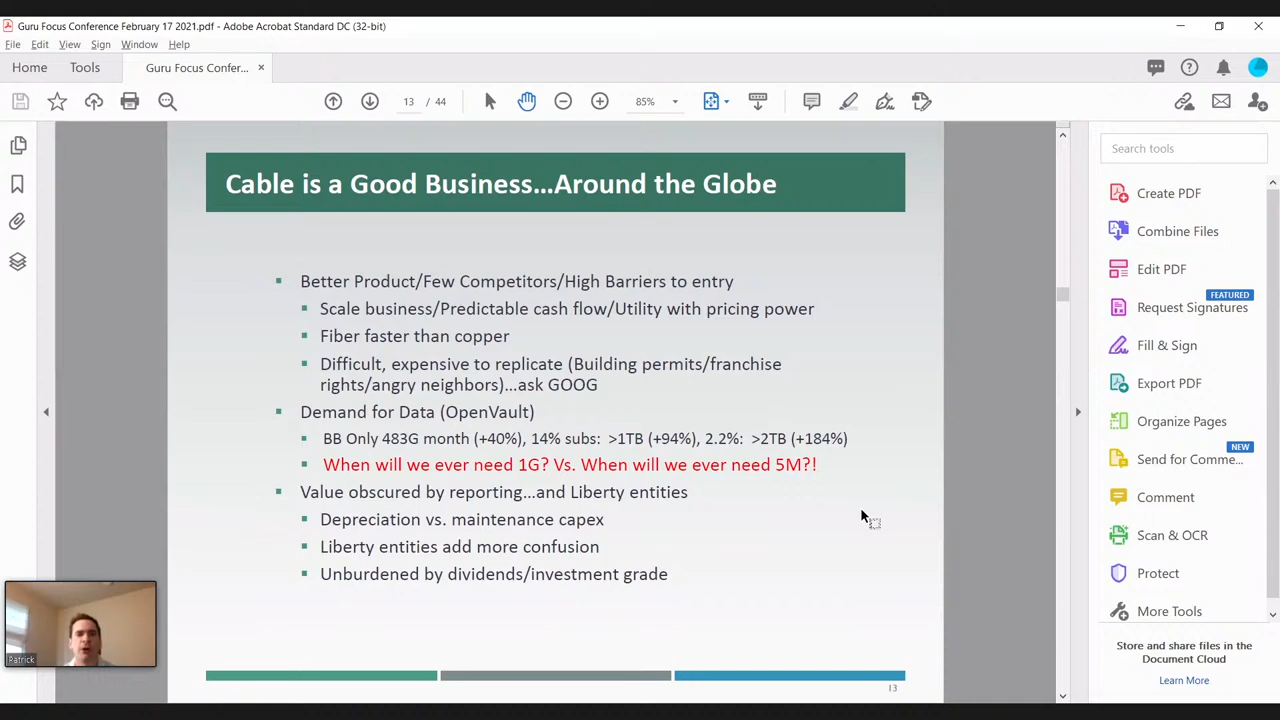 Guru Focus Conference February 17 2021.pdf - Adobe Acrobat Standard DC (32-bit)
File Edit View Sign Window Help
Home Tools Guru Focus Confer... ×
13 / 44 85%
Cable is a Good Business…Around the Globe
Better Product/Few Competitors/High Barriers to entry
Scale business/Predictable cash flow/Utility with pricing power
Fiber faster than copper
Difficult, expensive to replicate (Building permits/franchise
rights/angry neighbors)…ask GOOG
Demand for Data (OpenVault)
BB Only 483G month (+40%), 14% subs: >1TB (+94%), 2.2%: >2TB (+184%)
When will we ever need 1G? Vs. When will we ever need 5M?!
Value obscured by reporting…and Liberty entities
Depreciation vs. maintenance capex
Liberty entities add more confusion
Unburdened by dividends/investment grade
13
Patrick
Search tools
Create PDF
Combine Files
Edit PDF
FEATURED
Request Signatures
Fill & Sign
Export PDF
Organize Pages
NEW
Send for Comme...
Comment
Scan & OCR
Protect
More Tools
Store and share files in the
Document Cloud
Learn More